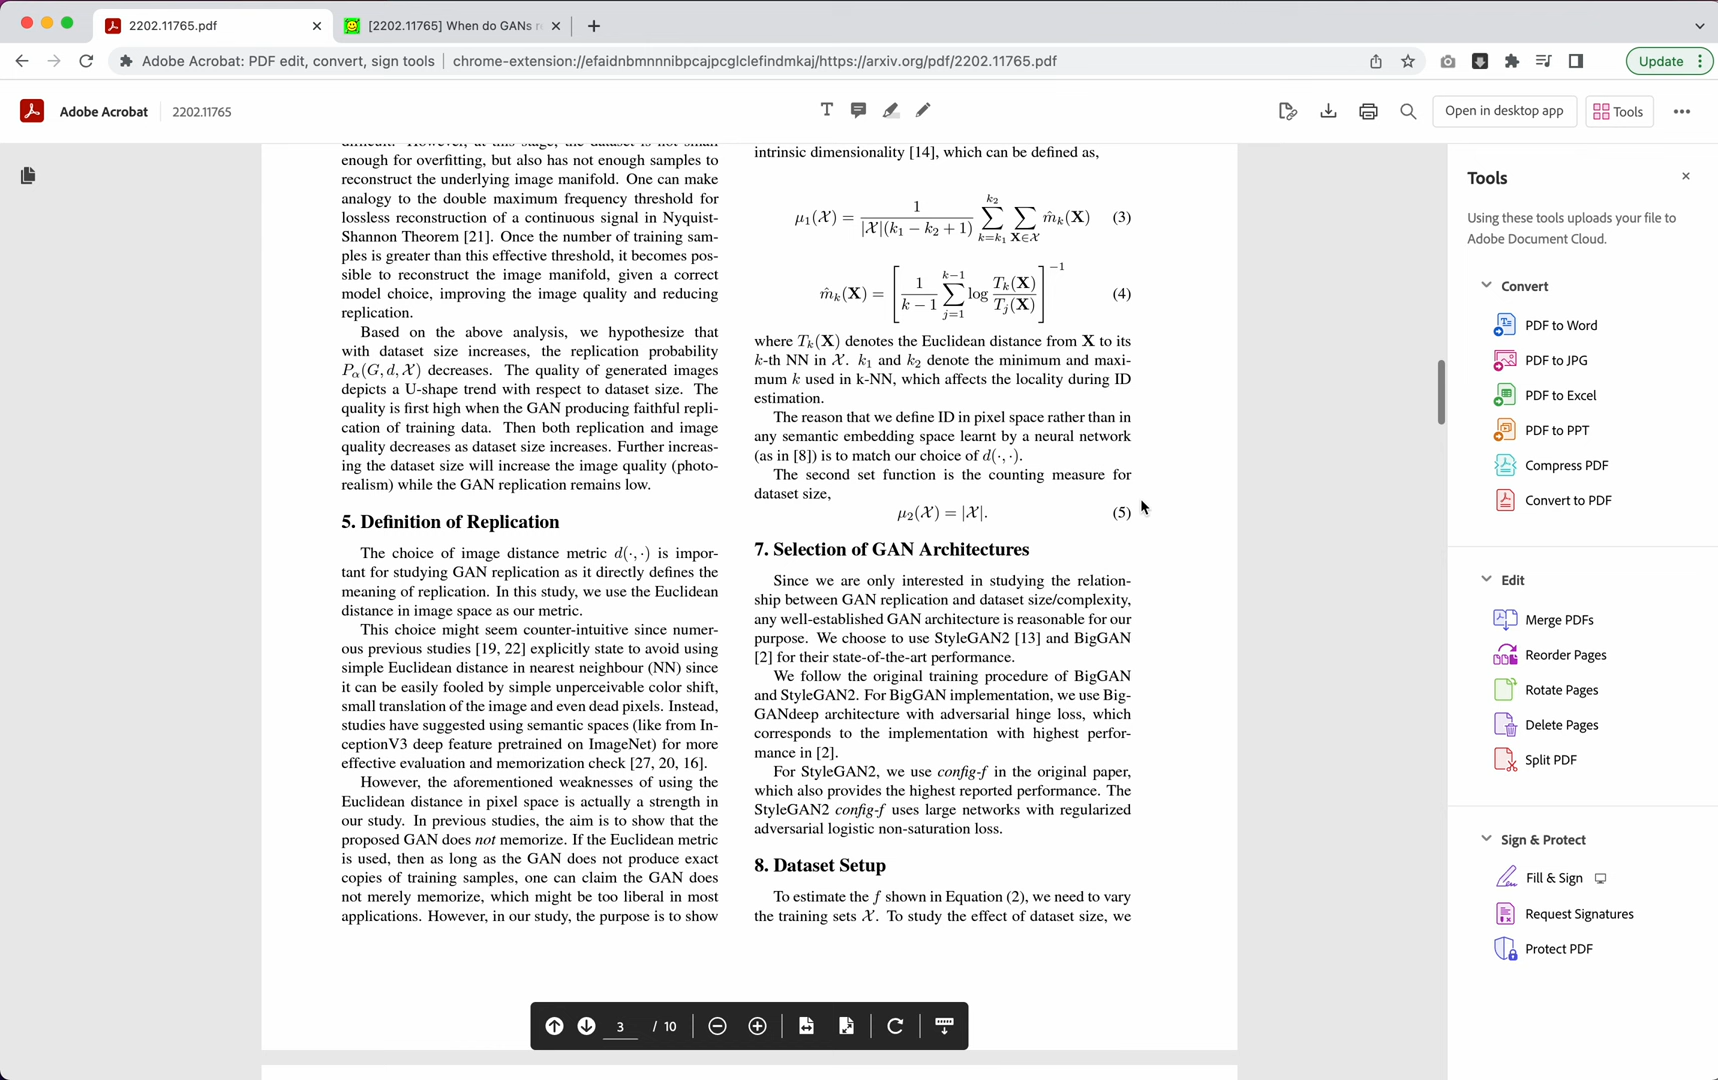 2202.11765.pdf
[2202.11765] When do GANs r
Adobe Acrobat: PDF edit, convert, sign tools
chrome-extension://efaidnbmnnnibpcajpcglclefindmkaj/https://arxiv.org/pdf/2202.11765.pdf
Update
Adobe Acrobat
2202.11765
Open in desktop app
Tools
enough for overfitting, but also has not enough samples to
reconstruct the underlying image manifold. One can make
analogy to the double maximum frequency threshold for
lossless reconstruction of a continuous signal in Nyquist-
Shannon Theorem [21]. Once the number of training sam-
ples is greater than this effective threshold, it becomes pos-
sible to reconstruct the image manifold, given a correct
model choice, improving the image quality and reducing
replication.
Based on the above analysis, we hypothesize that
with dataset size increases, the replication probability
Pα(G, d, 𝒳) decreases. The quality of generated images
depicts a U-shape trend with respect to dataset size. The
quality is first high when the GAN producing faithful repli-
cation of training data. Then both replication and image
quality decreases as dataset size increases. Further increas-
ing the dataset size will increase the image quality (photo-
realism) while the GAN replication remains low.
5. Definition of Replication
The choice of image distance metric d(·, ·) is impor-
tant for studying GAN replication as it directly defines the
meaning of replication. In this study, we use the Euclidean
distance in image space as our metric.
This choice might seem counter-intuitive since numer-
ous previous studies [19, 22] explicitly state to avoid using
simple Euclidean distance in nearest neighbour (NN) since
it can be easily fooled by simple unperceivable color shift,
small translation of the image and even dead pixels. Instead,
studies have suggested using semantic spaces (like from In-
ceptionV3 deep feature pretrained on ImageNet) for more
effective evaluation and memorization check [27, 20, 16].
However, the aforementioned weaknesses of using the
Euclidean distance in pixel space is actually a strength in
our study. In previous studies, the aim is to show that the
proposed GAN does not memorize. If the Euclidean metric
is used, then as long as the GAN does not produce exact
copies of training samples, one can claim the GAN does
not merely memorize, which might be too liberal in most
applications. However, in our study, the purpose is to show
intrinsic dimensionality [14], which can be defined as,
μ1(𝒳) = 1 / |𝒳|(k1 − k2 + 1) ∑k=k1 k2 ∑X∈𝒳 m̂k(X) (3)
m̂k(X) = [1 / k − 1 ∑j=1 k−1 log Tk(X) / Tj(X)]−1 (4)
where Tk(X) denotes the Euclidean distance from X to its
k-th NN in 𝒳. k1 and k2 denote the minimum and maxi-
mum k used in k-NN, which affects the locality during ID
estimation.
The reason that we define ID in pixel space rather than in
any semantic embedding space learnt by a neural network
(as in [8]) is to match our choice of d(·, ·).
The second set function is the counting measure for
dataset size,
μ2(𝒳) = |𝒳|. (5)
7. Selection of GAN Architectures
Since we are only interested in studying the relation-
ship between GAN replication and dataset size/complexity,
any well-established GAN architecture is reasonable for our
purpose. We choose to use StyleGAN2 [13] and BigGAN
[2] for their state-of-the-art performance.
We follow the original training procedure of BigGAN
and StyleGAN2. For BigGAN implementation, we use Big-
GANdeep architecture with adversarial hinge loss, which
corresponds to the implementation with highest perfor-
mance in [2].
For StyleGAN2, we use config-f in the original paper,
which also provides the highest reported performance. The
StyleGAN2 config-f uses large networks with regularized
adversarial logistic non-saturation loss.
8. Dataset Setup
To estimate the f shown in Equation (2), we need to vary
the training sets 𝒳. To study the effect of dataset size, we
3 / 10
Tools
Using these tools uploads your file to
Adobe Document Cloud.
Convert
PDF to Word
PDF to JPG
PDF to Excel
PDF to PPT
Compress PDF
Convert to PDF
Edit
Merge PDFs
Reorder Pages
Rotate Pages
Delete Pages
Split PDF
Sign & Protect
Fill & Sign
Request Signatures
Protect PDF